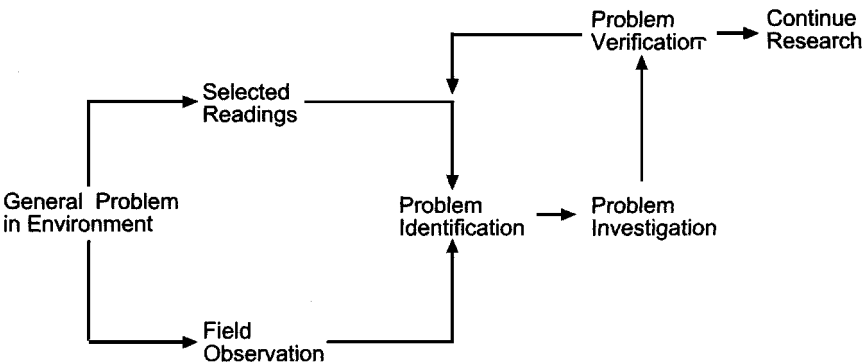 Problem
Verification
Continue
Research
Selected
Readings
General Problem
in Environment
Problem
Identification
Problem
Investigation
Field
Observation